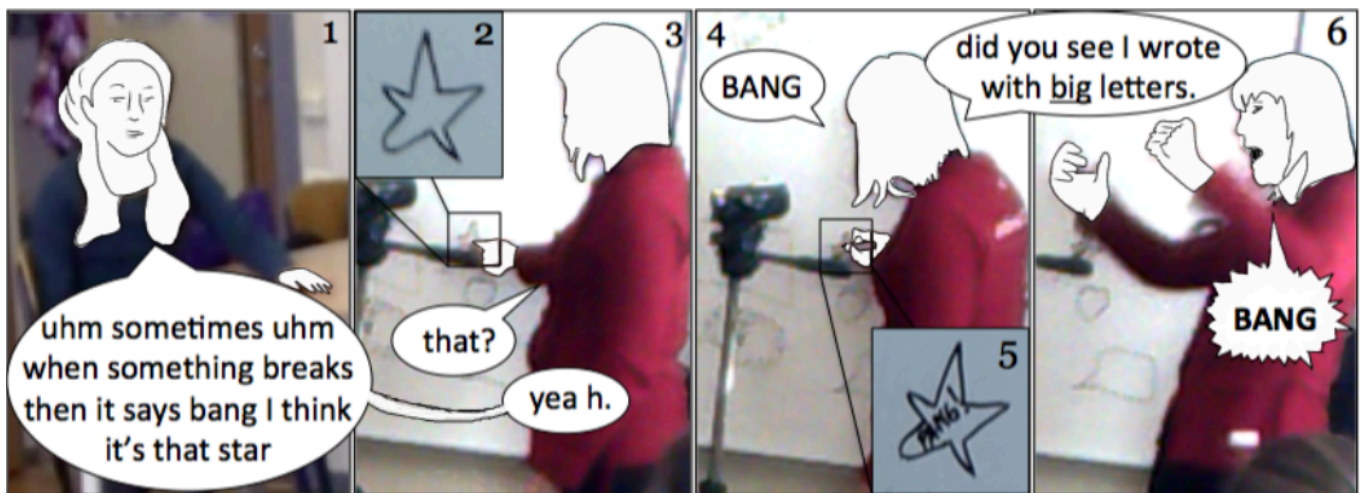 1
uhm sometimes uhm
when something breaks
then it says bang I think
it's that star
2
3
that?
yea h.
4
BANG
5
BANG!
did you see I wrote
with big letters.
6
BANG